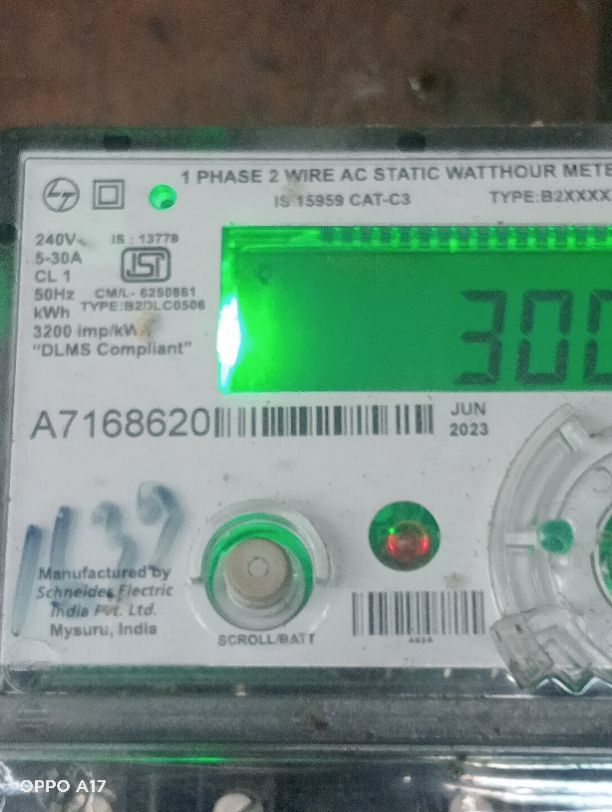 1 PHASE 2 WIRE AC STATIC WATTHOUR METE
IS 15959 CAT-C3
TYPE:B2XXXX
240V~
IS : 13779
5-30A
CL 1
50Hz
CM/L- 6250861
kWh
TYPE:B2DLC0506
3200 imp/kW
"DLMS Compliant"
300
A7168620
JUN
2023
1139
Manufactured by
Schneider Electric
India Pvt. Ltd.
Mysuru, India
SCROLL/BATT
OPPO A17